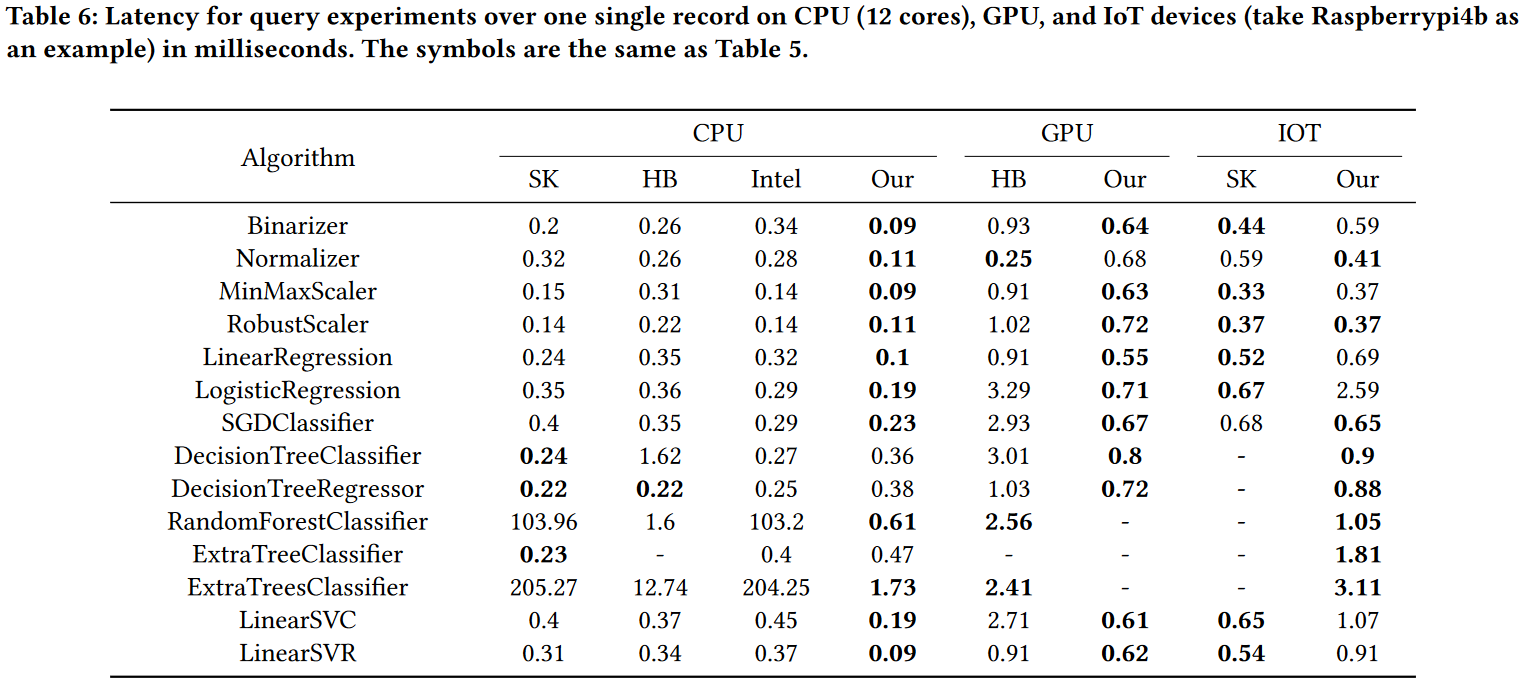 Table 6: Latency for query experiments over one single record on CPU (12 cores), GPU, and IoT devices (take Raspberrypi4b as
an example) in milliseconds. The symbols are the same as Table 5.
Algorithm CPU GPU IOT
SK HB Intel Our HB Our SK Our
Binarizer 0.2 0.26 0.34 0.09 0.93 0.64 0.44 0.59
Normalizer 0.32 0.26 0.28 0.11 0.25 0.68 0.59 0.41
MinMaxScaler 0.15 0.31 0.14 0.09 0.91 0.63 0.33 0.37
RobustScaler 0.14 0.22 0.14 0.11 1.02 0.72 0.37 0.37
LinearRegression 0.24 0.35 0.32 0.1 0.91 0.55 0.52 0.69
LogisticRegression 0.35 0.36 0.29 0.19 3.29 0.71 0.67 2.59
SGDClassifier 0.4 0.35 0.29 0.23 2.93 0.67 0.68 0.65
DecisionTreeClassifier 0.24 1.62 0.27 0.36 3.01 0.8 - 0.9
DecisionTreeRegressor 0.22 0.22 0.25 0.38 1.03 0.72 - 0.88
RandomForestClassifier 103.96 1.6 103.2 0.61 2.56 - - 1.05
ExtraTreeClassifier 0.23 - 0.4 0.47 - - - 1.81
ExtraTreesClassifier 205.27 12.74 204.25 1.73 2.41 - - 3.11
LinearSVC 0.4 0.37 0.45 0.19 2.71 0.61 0.65 1.07
LinearSVR 0.31 0.34 0.37 0.09 0.91 0.62 0.54 0.91